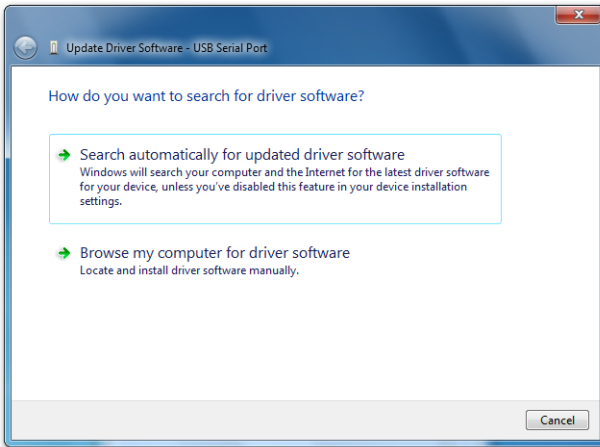 Update Driver Software - USB Serial Port
How do you want to search for driver software?
Search automatically for updated driver software
Windows will search your computer and the Internet for the latest driver software
for your device, unless you've disabled this feature in your device installation
settings.
Browse my computer for driver software
Locate and install driver software manually.
Cancel